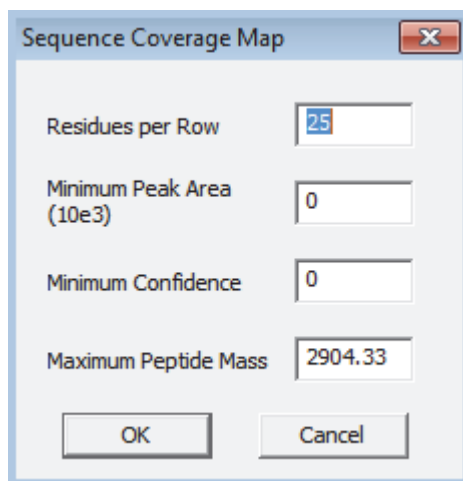 Sequence Coverage Map
Residues per Row 25
Minimum Peak Area
(10e3) 0
Minimum Confidence 0
Maximum Peptide Mass 2904.33
OK Cancel